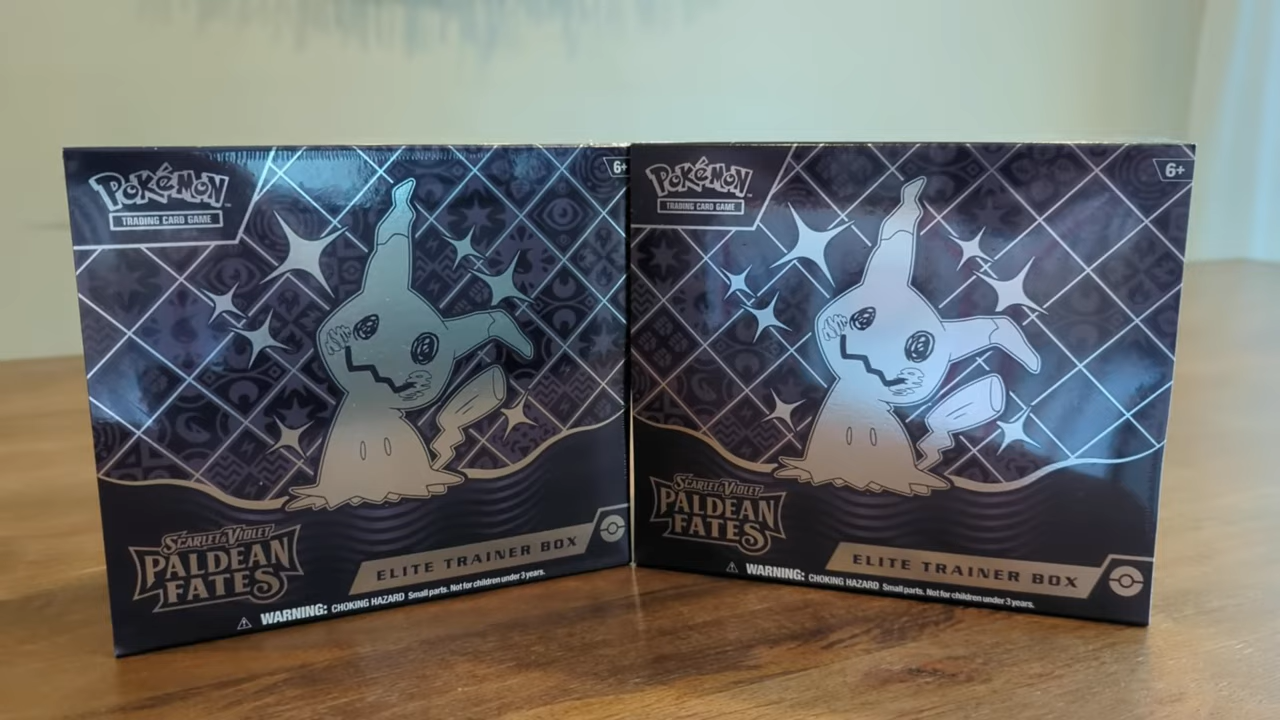 POKÉMON
TRADING CARD GAME
6+
SCARLET & VIOLET
PALDEAN
FATES
ELITE TRAINER BOX
WARNING: CHOKING HAZARD Small parts. Not for children under 3 years.
POKÉMON
TRADING CARD GAME
6+
SCARLET & VIOLET
PALDEAN
FATES
ELITE TRAINER BOX
WARNING: CHOKING HAZARD Small parts. Not for children under 3 years.